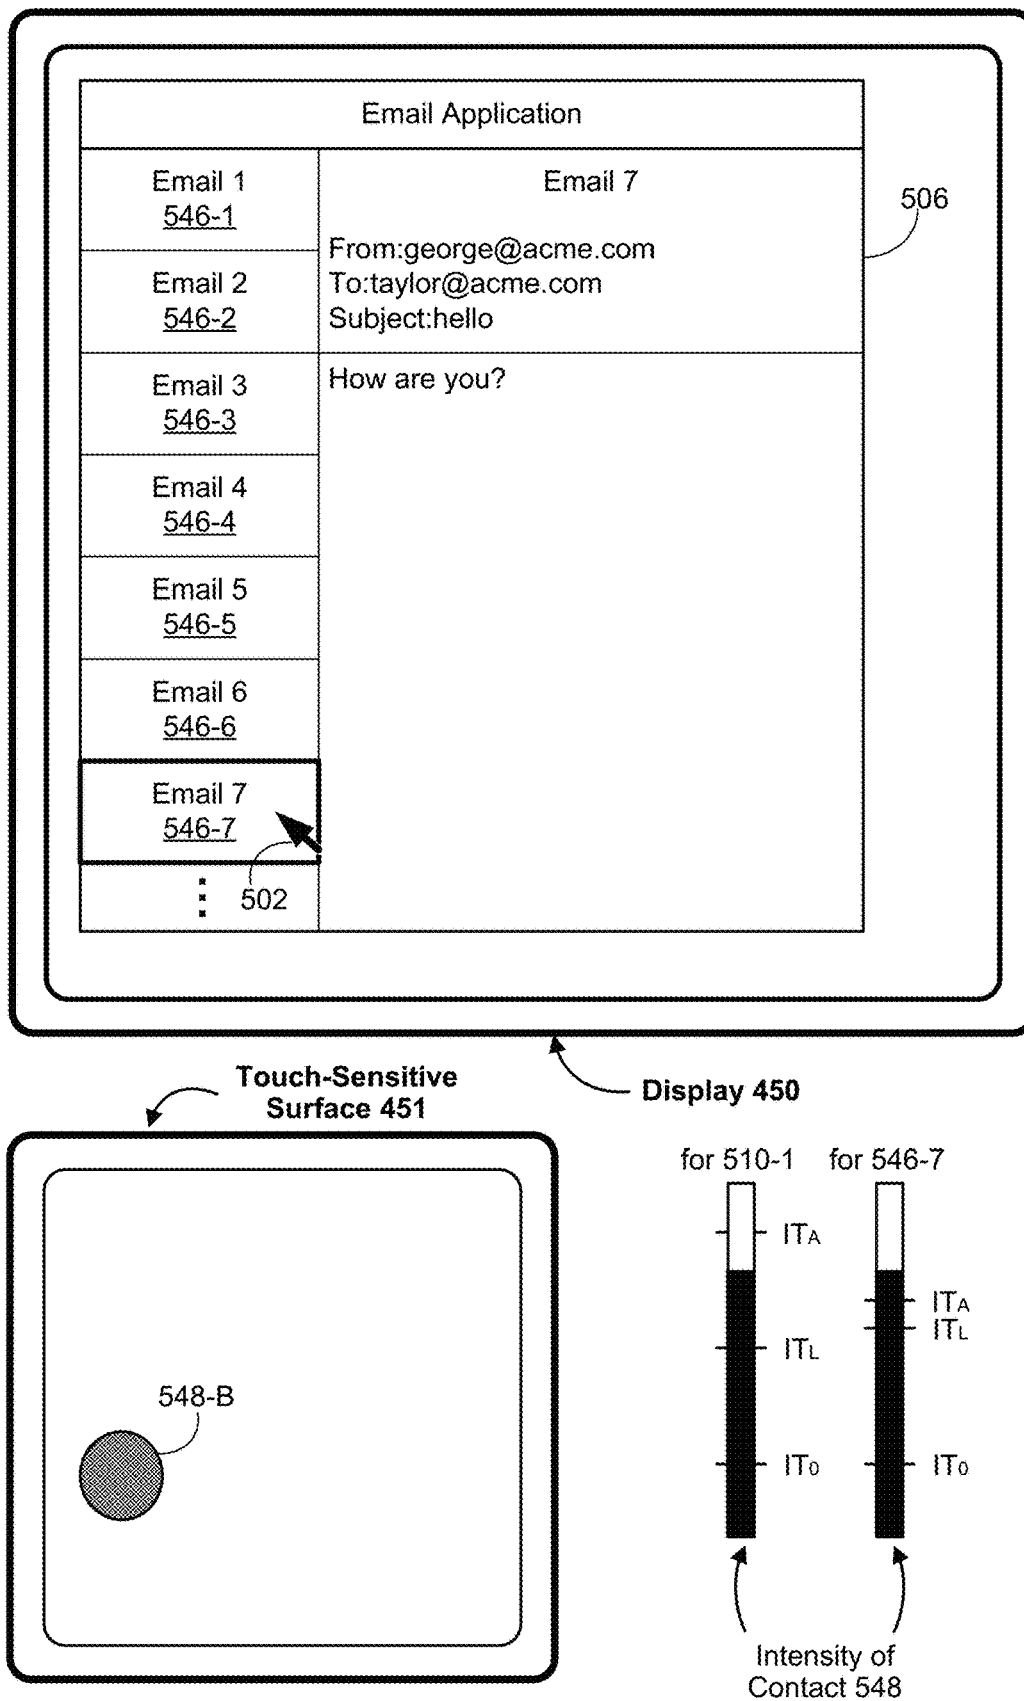 Email Application
Email 1
546-1
Email 2
546-2
Email 3
546-3
Email 4
546-4
Email 5
546-5
Email 6
546-6
Email 7
546-7
502
Email 7
From:george@acme.com
To:taylor@acme.com
Subject:hello
How are you?
506
Touch-Sensitive
Surface 451
Display 450
548-B
for 510-1
ITA
ITL
IT0
for 546-7
ITA
ITL
IT0
Intensity of
Contact 548